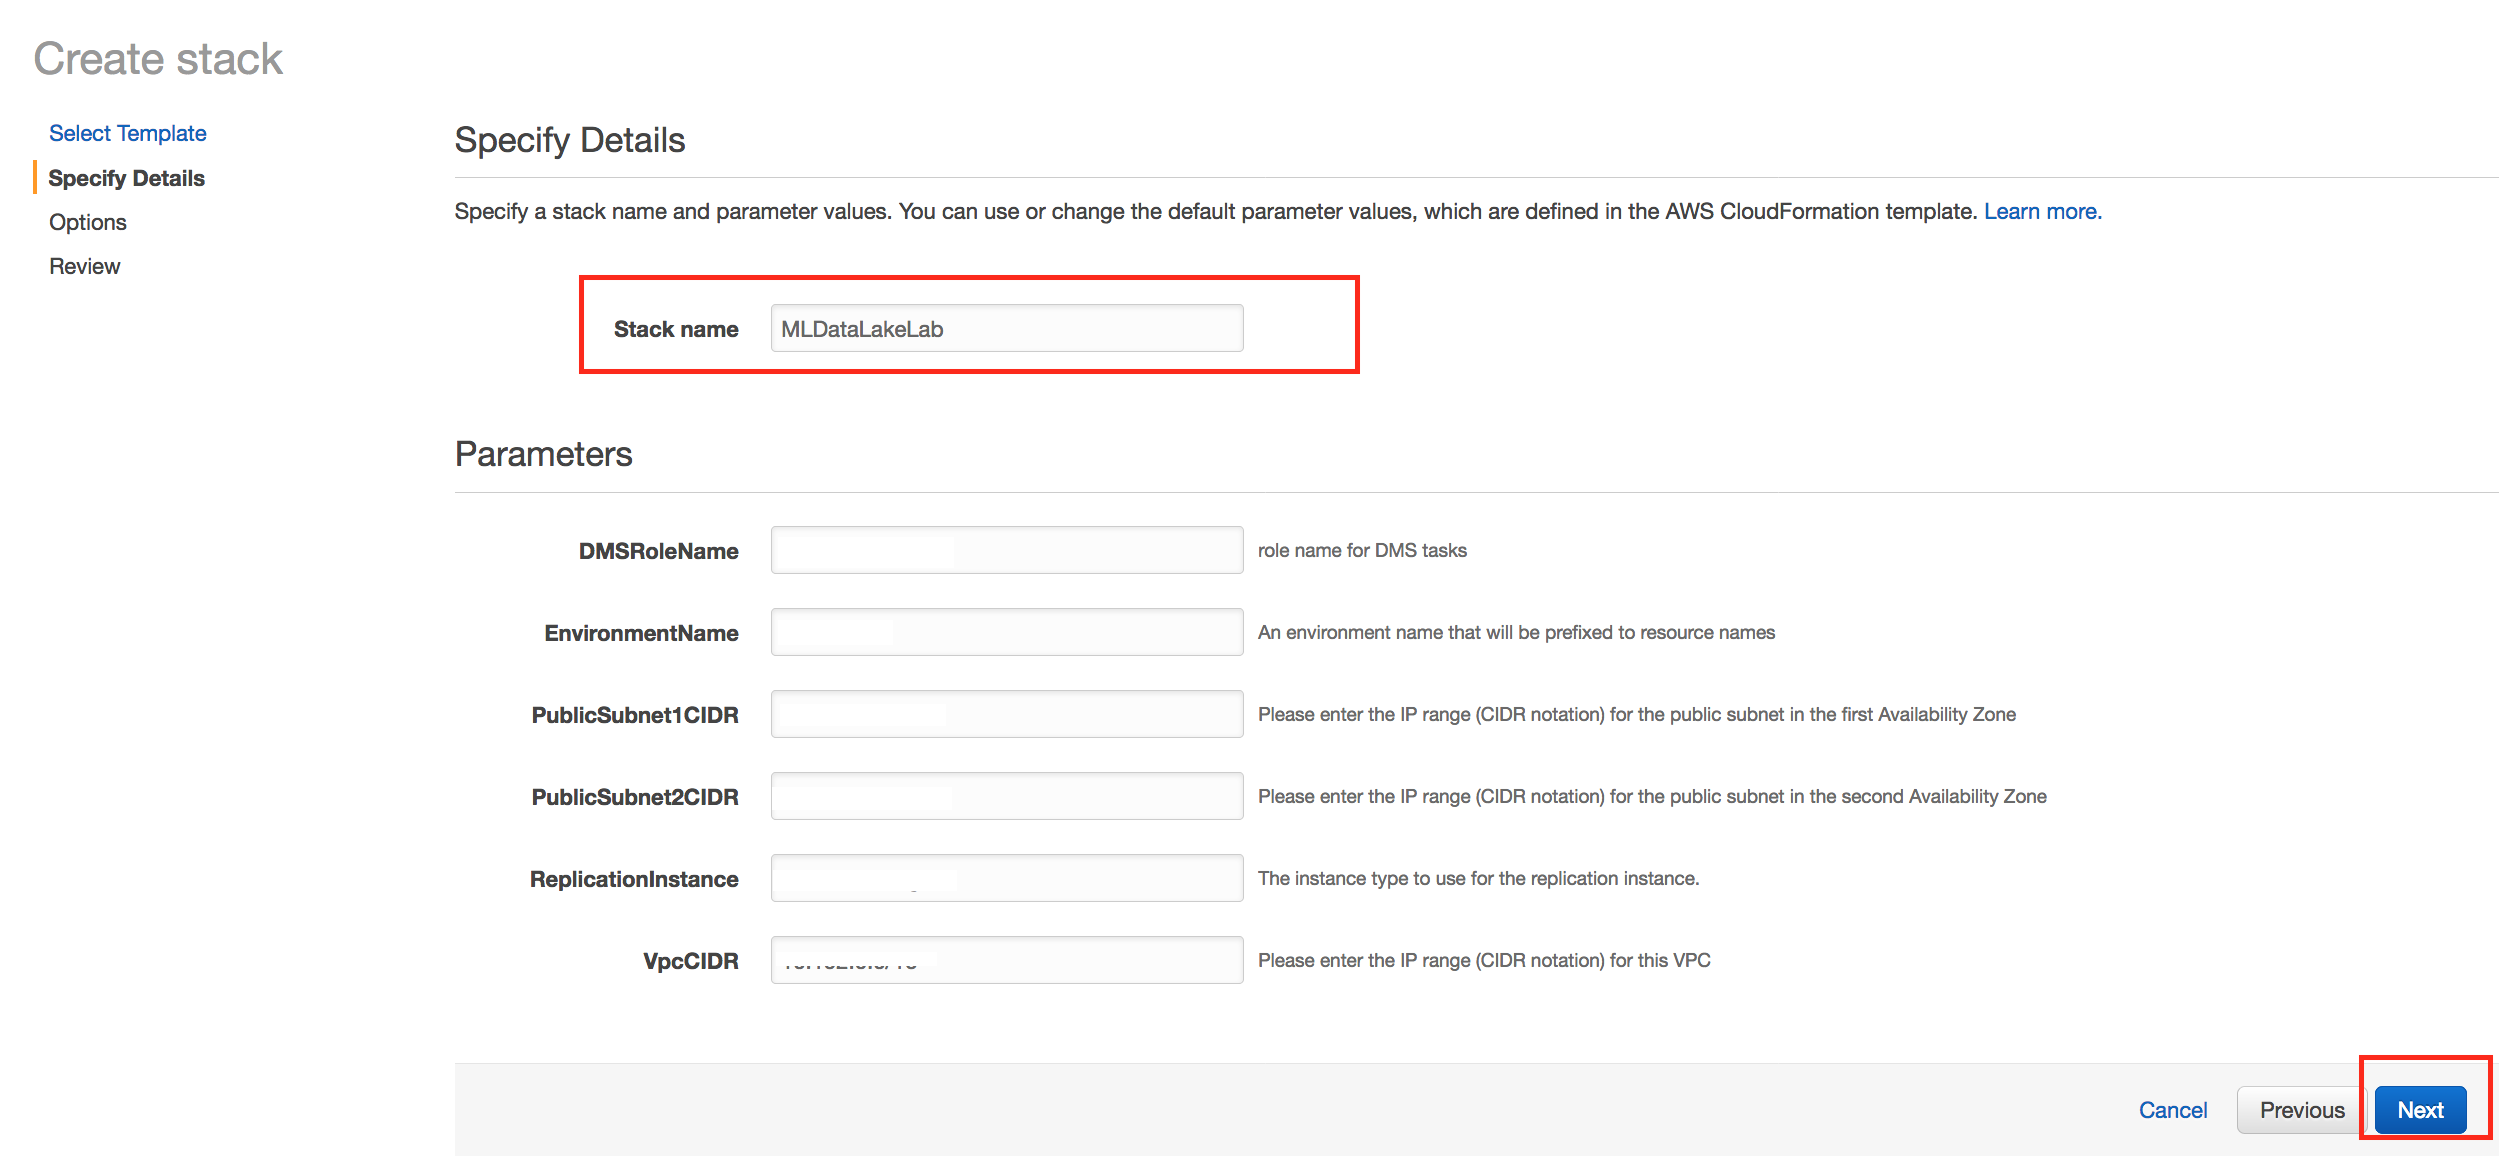 Create stack
Select Template
Specify Details
Options
Review
Specify Details
Specify a stack name and parameter values. You can use or change the default parameter values, which are defined in the AWS CloudFormation template. Learn more.
Stack name MLDataLakeLab
Parameters
DMSRoleName role name for DMS tasks
EnvironmentName An environment name that will be prefixed to resource names
PublicSubnet1CIDR Please enter the IP range (CIDR notation) for the public subnet in the first Availability Zone
PublicSubnet2CIDR Please enter the IP range (CIDR notation) for the public subnet in the second Availability Zone
ReplicationInstance The instance type to use for the replication instance.
VpcCIDR Please enter the IP range (CIDR notation) for this VPC
Cancel Previous Next